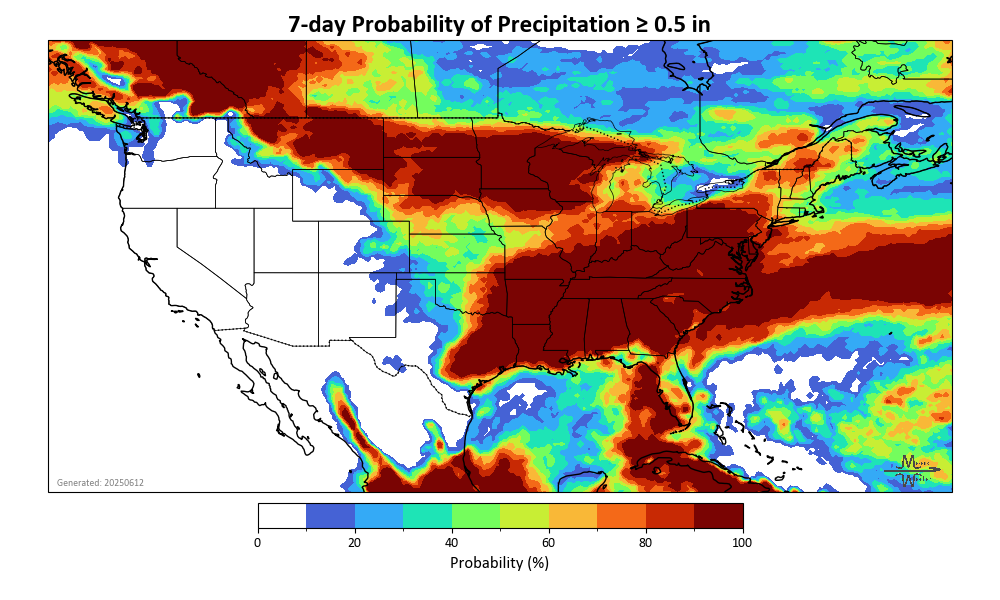 7-day Probability of Precipitation ≥ 0.5 in
Generated: 20250612
0 20 40 60 80 100
Probability (%)